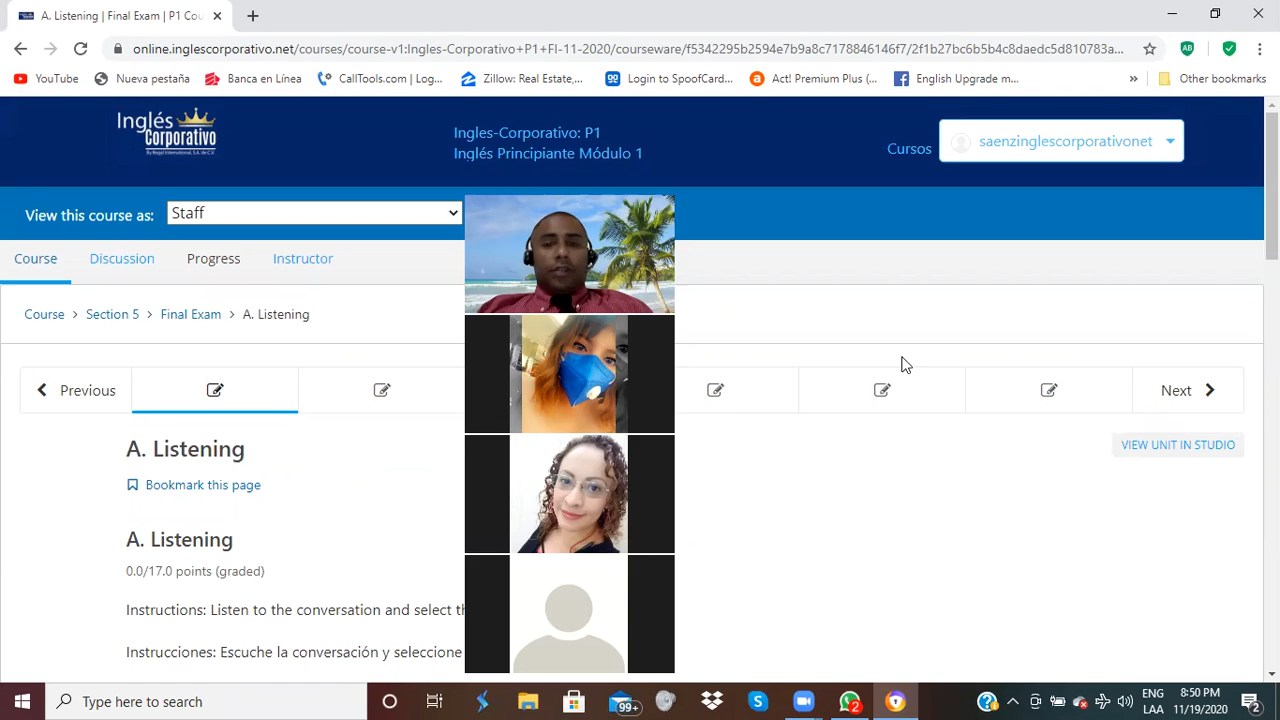 A. Listening | Final Exam | P1 Cou
online.inglescorporativo.net/courses/course-v1:Ingles-Corporativo+P1+FI-11-2020/courseware/f5342295b2594e7b9a8c7178846146f7/2f1b27bc6b5b4c8daedc5d810783a...
YouTube
Nueva pestaña
Banca en Línea
CallTools.com | Log...
Zillow: Real Estate,...
Login to SpoofCard...
Act! Premium Plus (...
English Upgrade m...
»
Other bookmarks
Inglés
Corporativo
Ingles-Corporativo: P1
Inglés Principiante Módulo 1
Cursos
saenzinglescorporativonet
View this course as:
Staff
Course
Discussion
Progress
Instructor
Course > Section 5 > Final Exam > A. Listening
Previous
Next
A. Listening
VIEW UNIT IN STUDIO
Bookmark this page
A. Listening
0.0/17.0 points (graded)
Instructions: Listen to the conversation and select th
Instrucciones: Escuche la conversación y seleccione
Type here to search
99+
2
ENG
LAA
8:50 PM
11/19/2020
2